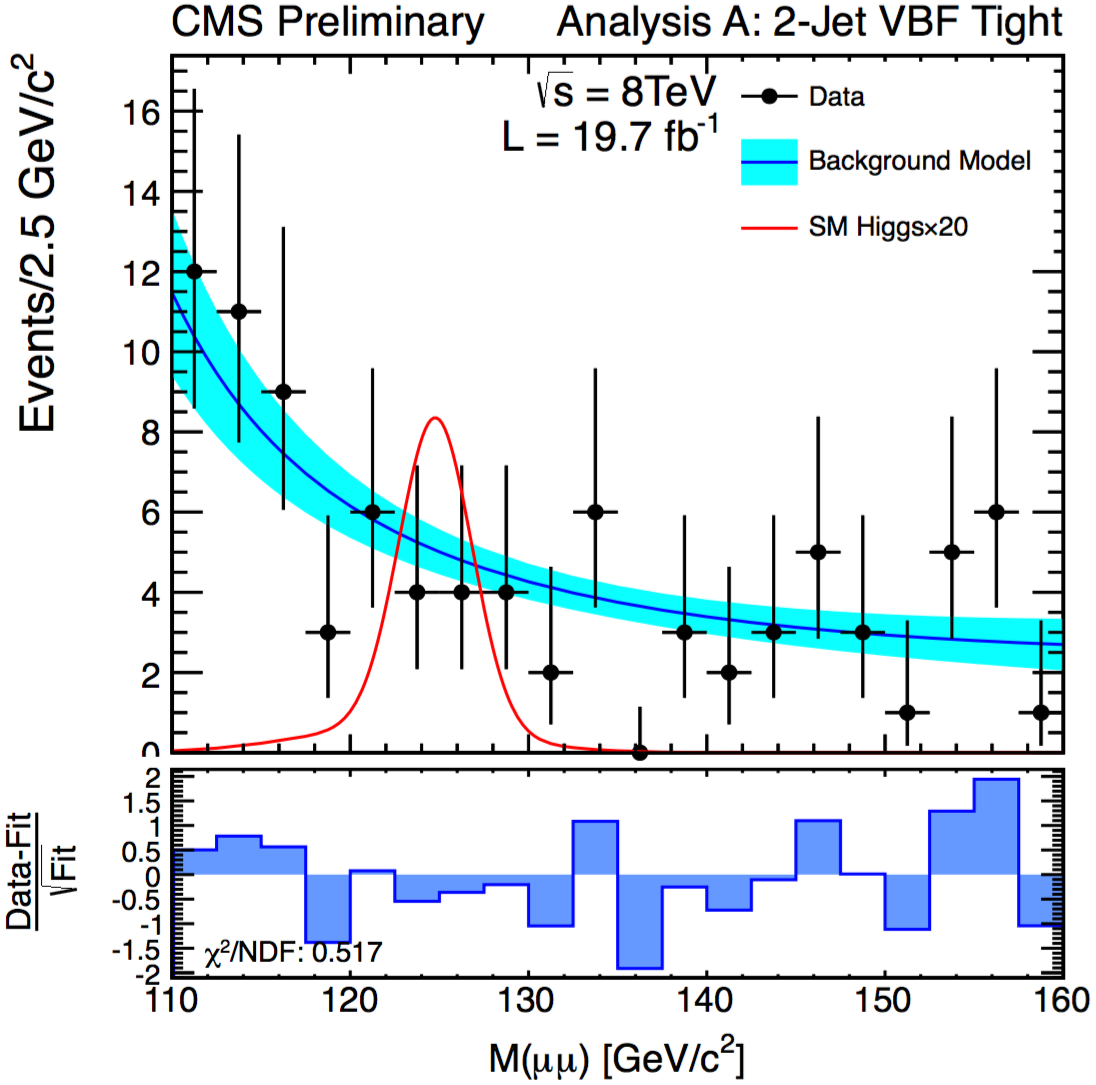 CMS Preliminary Analysis A: 2-Jet VBF Tight
Events/2.5 GeV/c²
√s = 8TeV
L = 19.7 fb⁻¹
Data
Background Model
SM Higgs×20
16
14
12
10
8
6
4
2
0
Data-Fit
√Fit
2
1.5
1
0.5
0
-0.5
-1
-1.5
-2
χ²/NDF: 0.517
110 120 130 140 150 160
M(μμ) [GeV/c²]